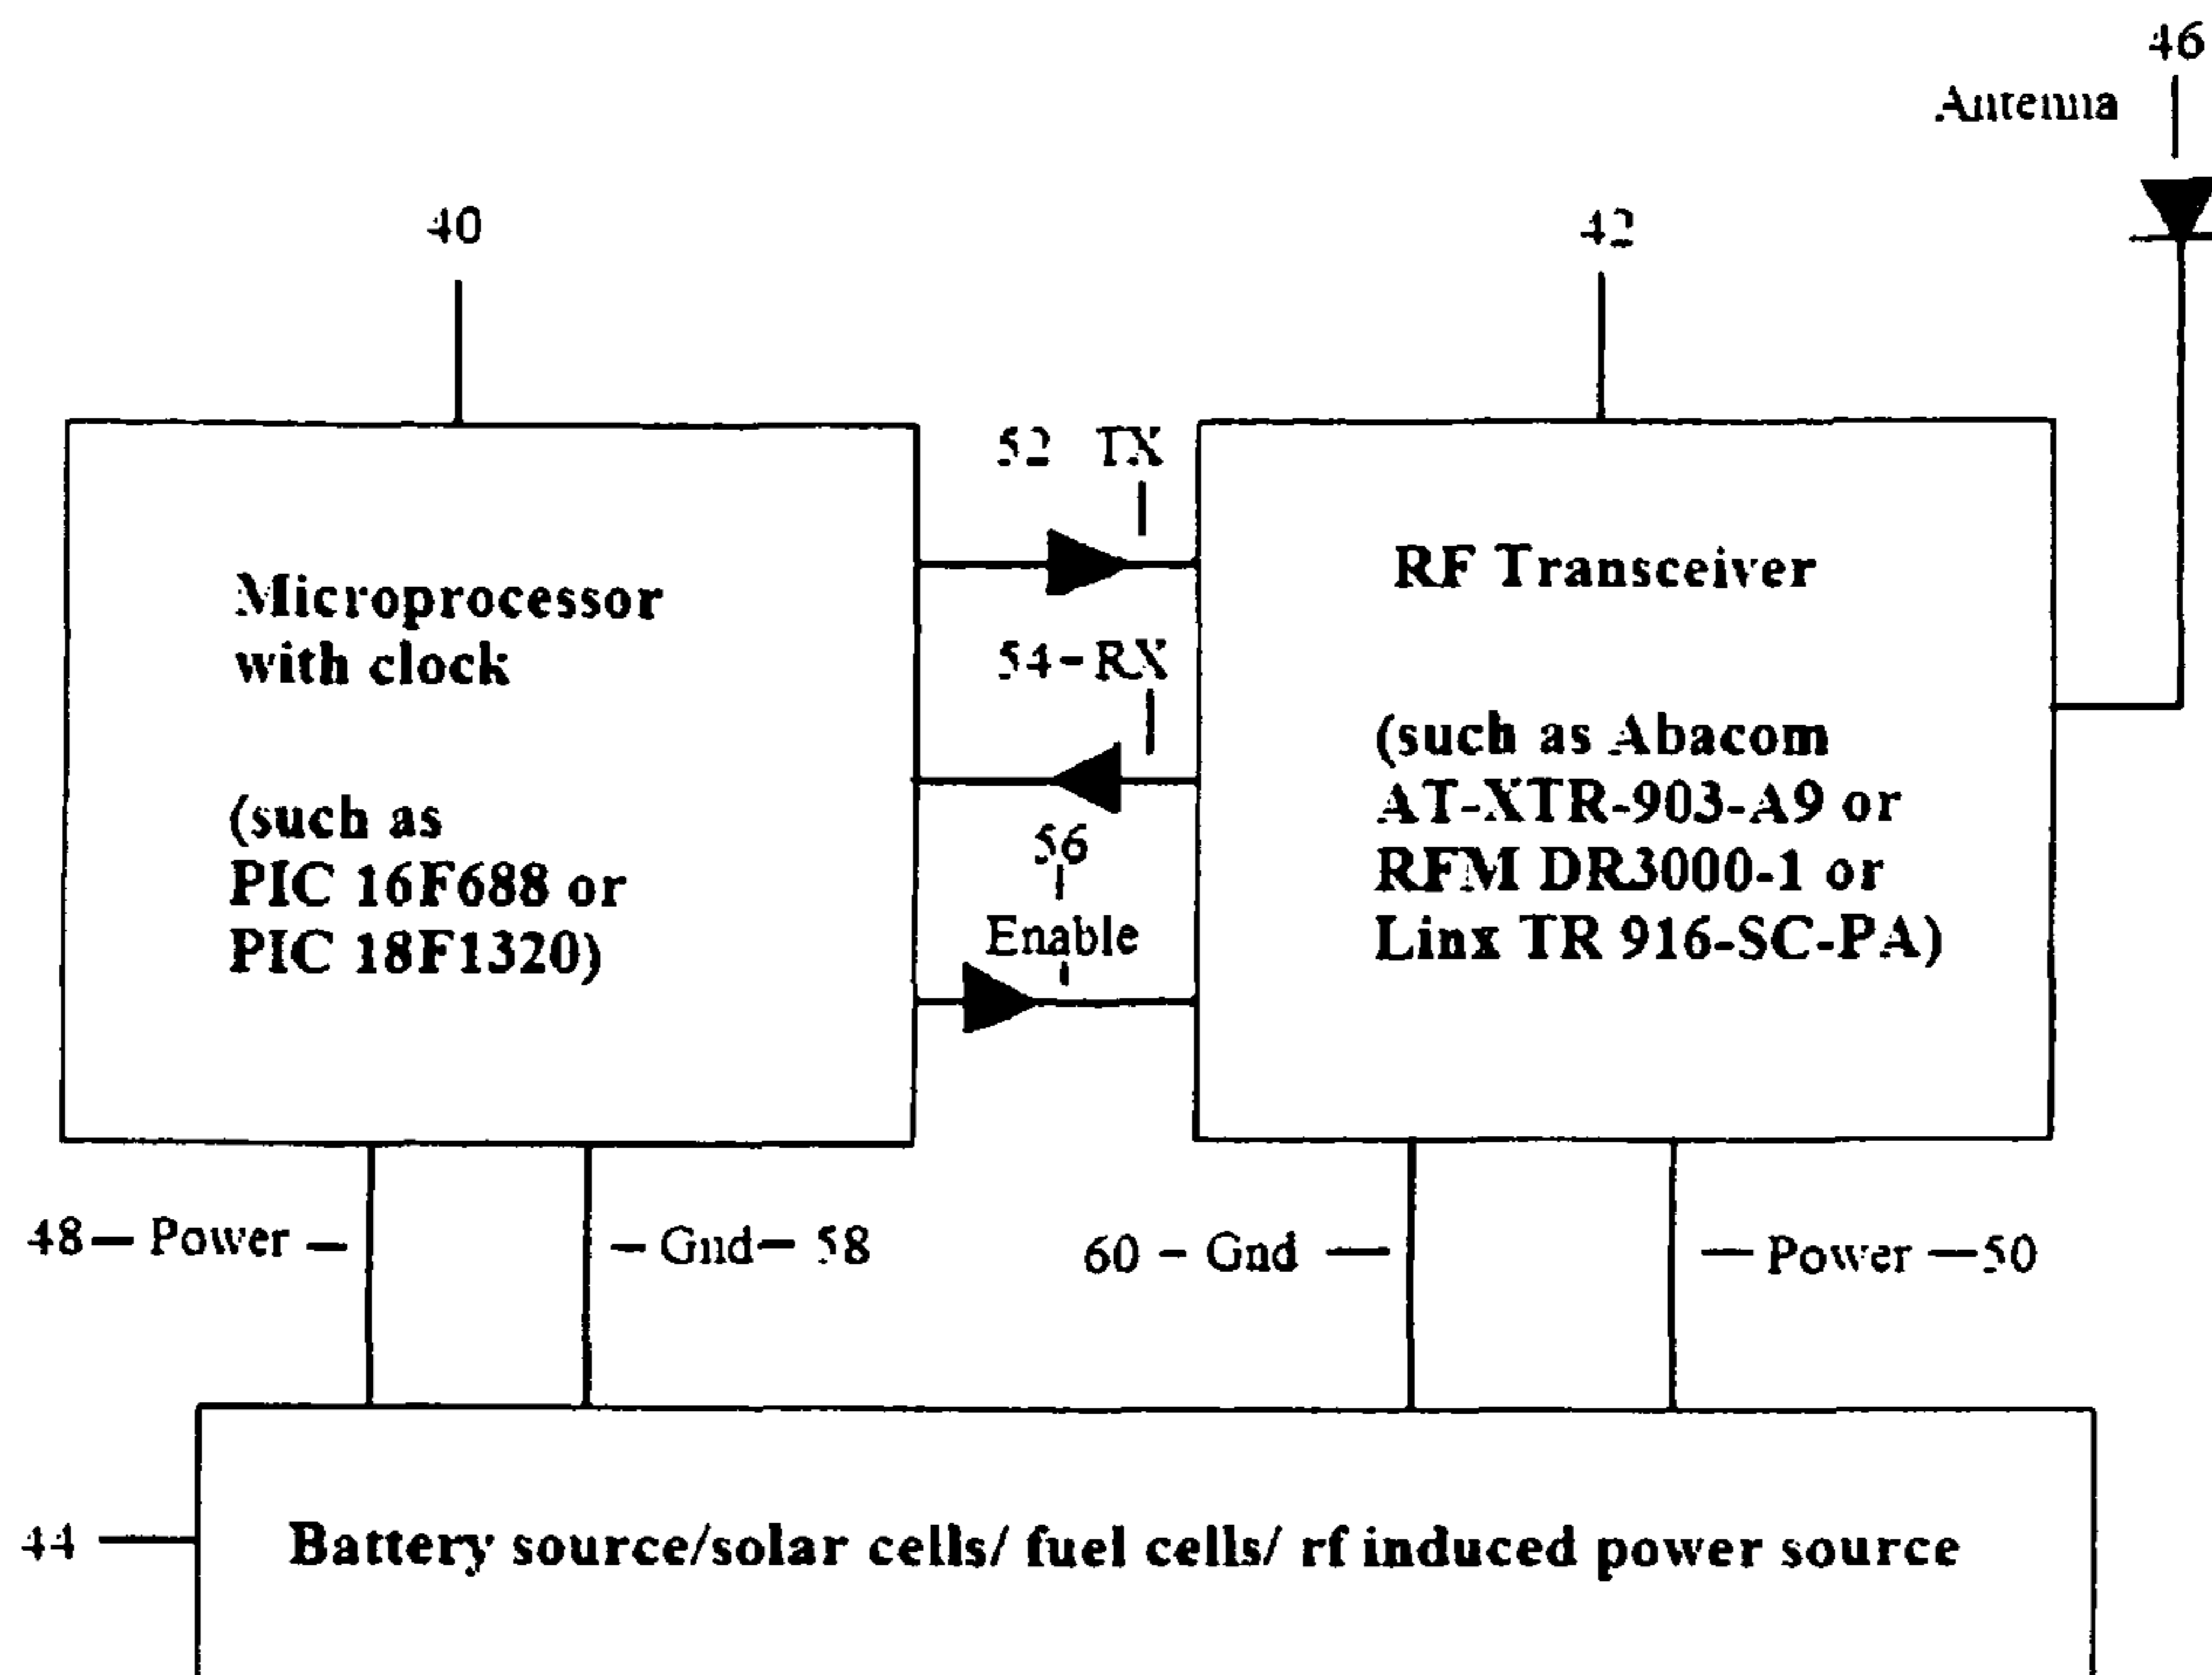 46
Antenna
40
42
52 TX
Microprocessor
with clock
(such as
PIC 16F688 or
PIC 18F1320)
54-RX
56
Enable
RF Transceiver
(such as Abacom
AT-XTR-903-A9 or
RFM DR3000-1 or
Linx TR 916-SC-PA)
48 — Power —
— Gnd — 58
60 - Gnd —
— Power — 50
44
Battery source/solar cells/ fuel cells/ rf induced power source